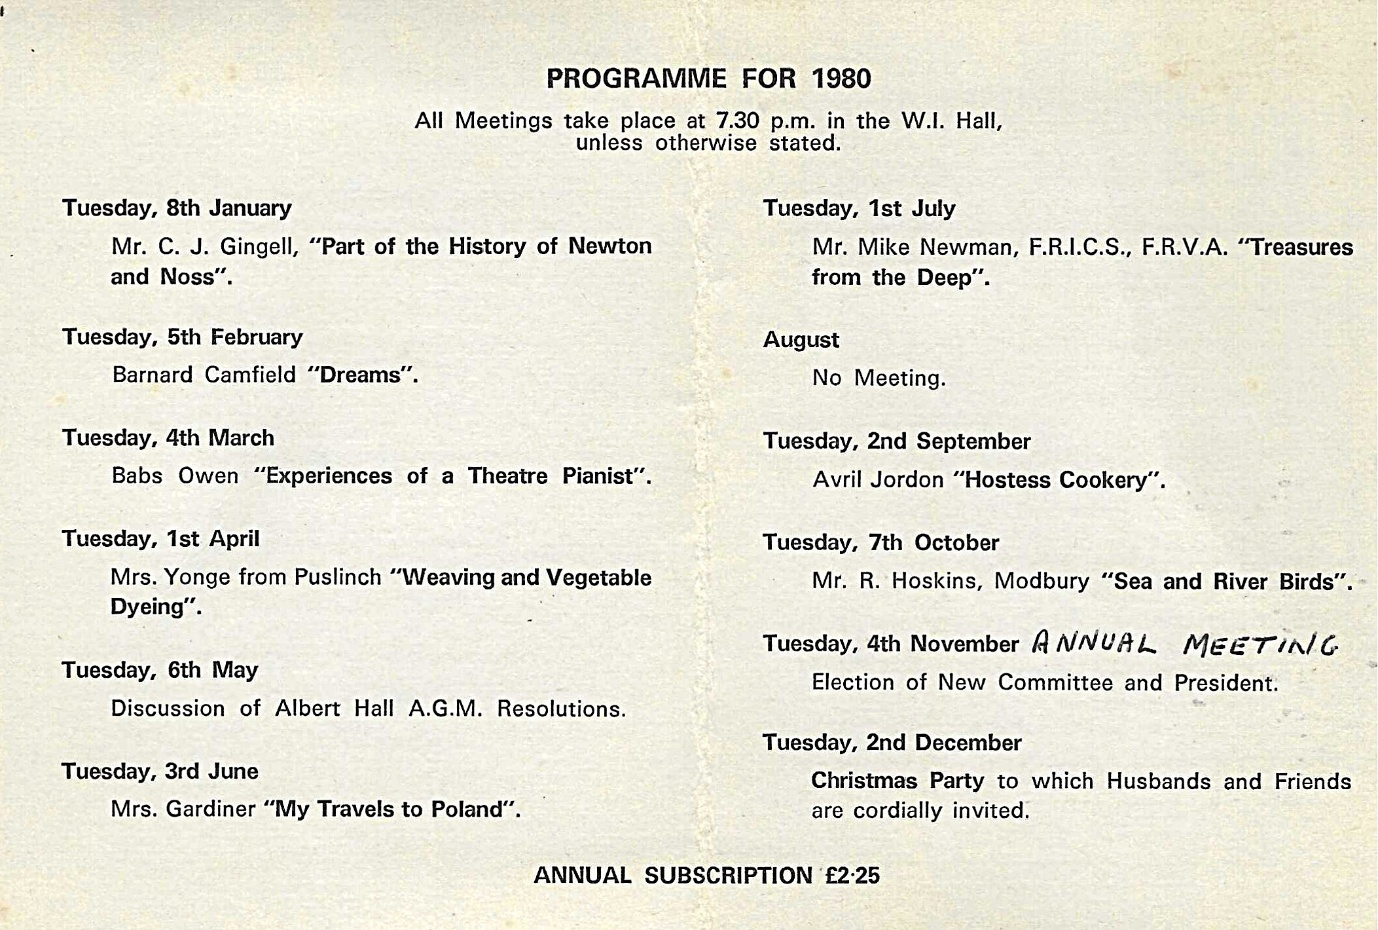 PROGRAMME FOR 1980
All Meetings take place at 7.30 p.m. in the W.I. Hall,
unless otherwise stated.
Tuesday, 8th January
Mr. C. J. Gingell, "Part of the History of Newton
and Noss".
Tuesday, 5th February
Barnard Camfield "Dreams".
Tuesday, 4th March
Babs Owen "Experiences of a Theatre Pianist".
Tuesday, 1st April
Mrs. Yonge from Puslinch "Weaving and Vegetable
Dyeing".
Tuesday, 6th May
Discussion of Albert Hall A.G.M. Resolutions.
Tuesday, 3rd June
Mrs. Gardiner "My Travels to Poland".
Tuesday, 1st July
Mr. Mike Newman, F.R.I.C.S., F.R.V.A. "Treasures
from the Deep".
August
No Meeting.
Tuesday, 2nd September
Avril Jordon "Hostess Cookery".
Tuesday, 7th October
Mr. R. Hoskins, Modbury "Sea and River Birds".
Tuesday, 4th November ANNUAL MEETING
Election of New Committee and President.
Tuesday, 2nd December
Christmas Party to which Husbands and Friends
are cordially invited.
ANNUAL SUBSCRIPTION £2·25